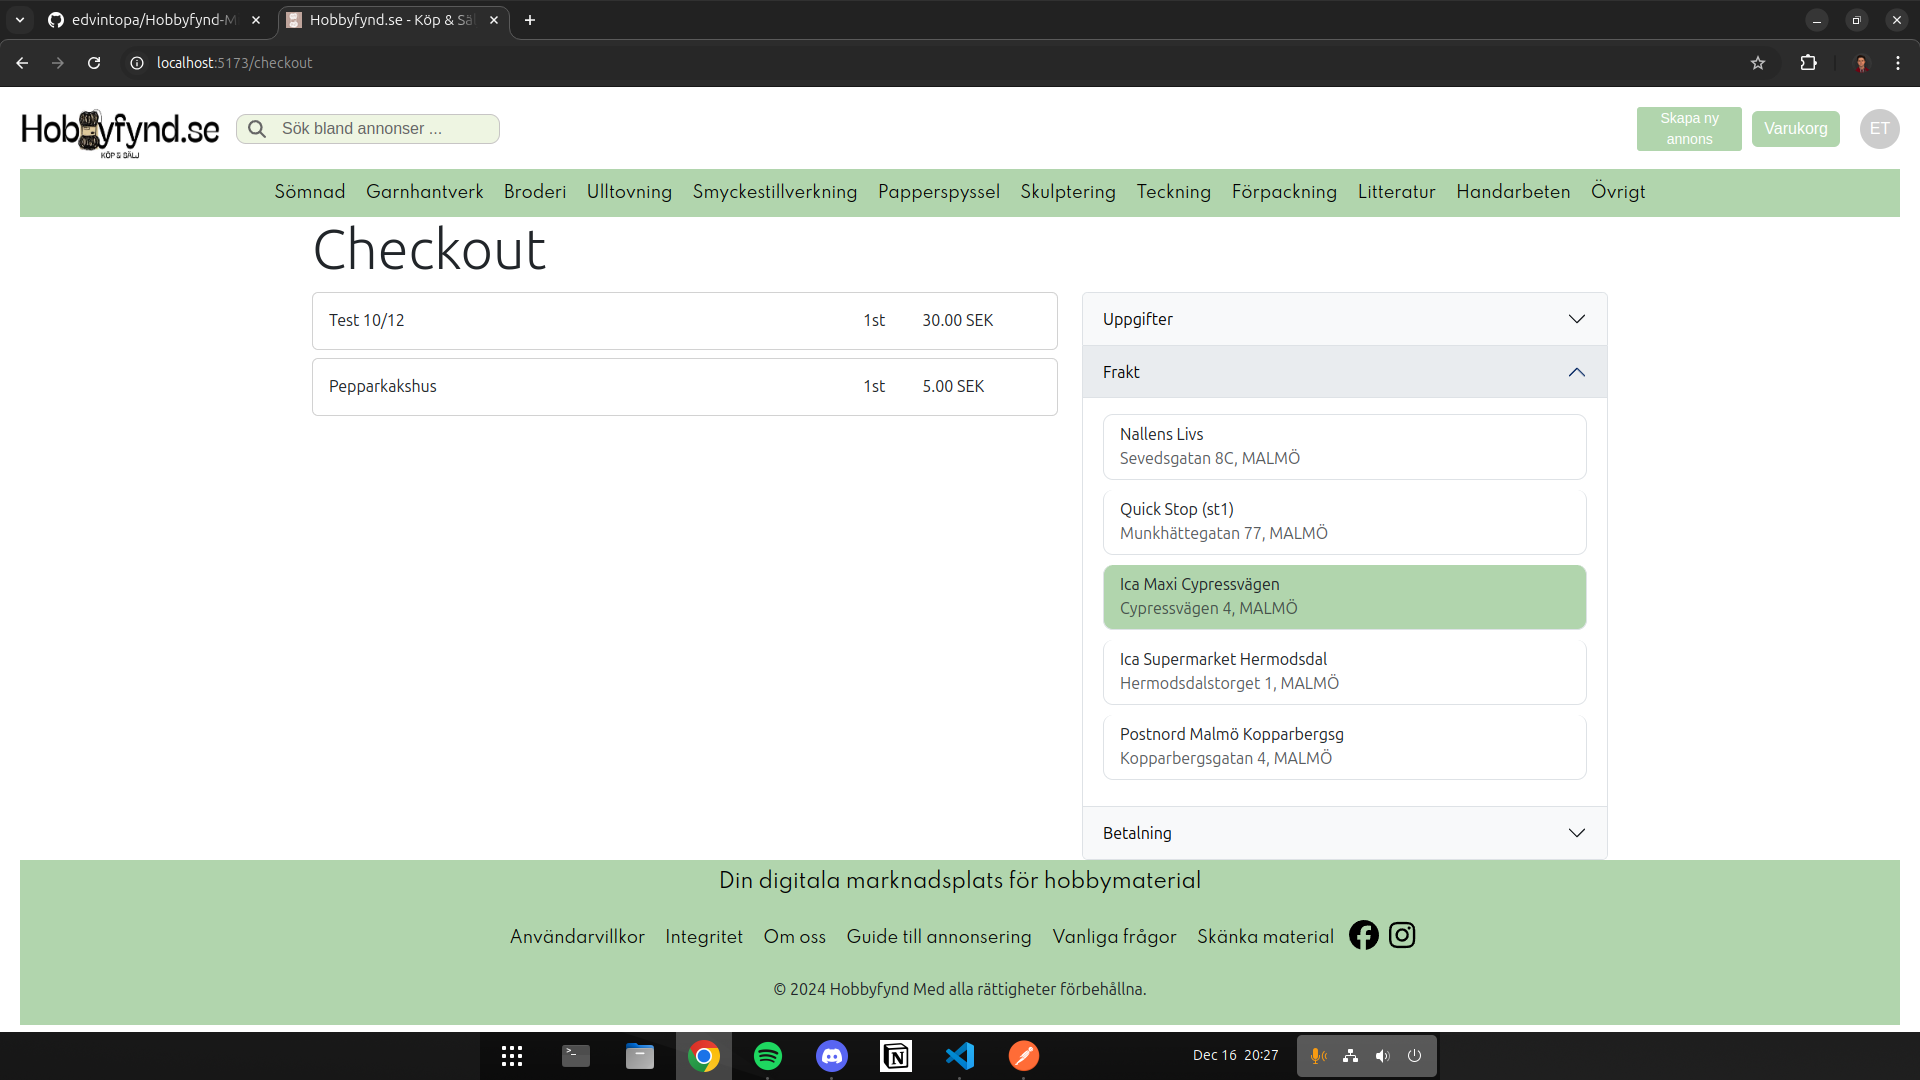 edvintopa/Hobbyfynd-M
Hobbyfynd.se - Köp & Säl
localhost:5173/checkout
Hobbyfynd.se
KÖP & SÄLJ
Sök bland annonser ...
Skapa ny
annons
Varukorg
ET
Sömnad Garnhantverk Broderi Ulltovning Smyckestillverkning Papperspyssel Skulptering Teckning Förpackning Litteratur Handarbeten Övrigt
Checkout
Test 10/12 1st 30.00 SEK
Pepparkakshus 1st 5.00 SEK
Uppgifter
Frakt
Nallens Livs
Sevedsgatan 8C, MALMÖ
Quick Stop (st1)
Munkhättegatan 77, MALMÖ
Ica Maxi Cypressvägen
Cypressvägen 4, MALMÖ
Ica Supermarket Hermodsdal
Hermodsdalstorget 1, MALMÖ
Postnord Malmö Kopparbergsg
Kopparbergsgatan 4, MALMÖ
Betalning
Din digitala marknadsplats för hobbymaterial
Användarvillkor Integritet Om oss Guide till annonsering Vanliga frågor Skänka material
© 2024 Hobbyfynd Med alla rättigheter förbehållna.
Dec 16 20:27